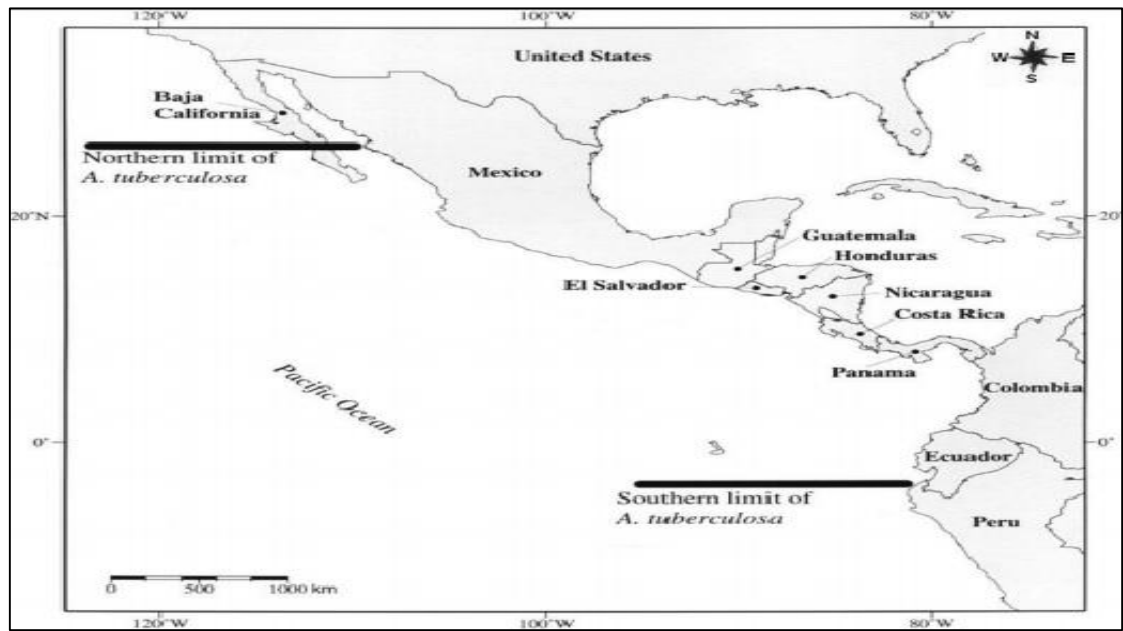 120°W 100°W 80°W
N
W E
S
United States
Baja
California
Northern limit of
A. tuberculosa
Mexico
20°N 20°
Guatemala
Honduras
El Salvador
Nicaragua
Costa Rica
Panama
Colombia
Pacific Ocean
0° 0°
Ecuador
Southern limit of
A. tuberculosa
Peru
0 500 1000 km
120°W 100°W 80°W